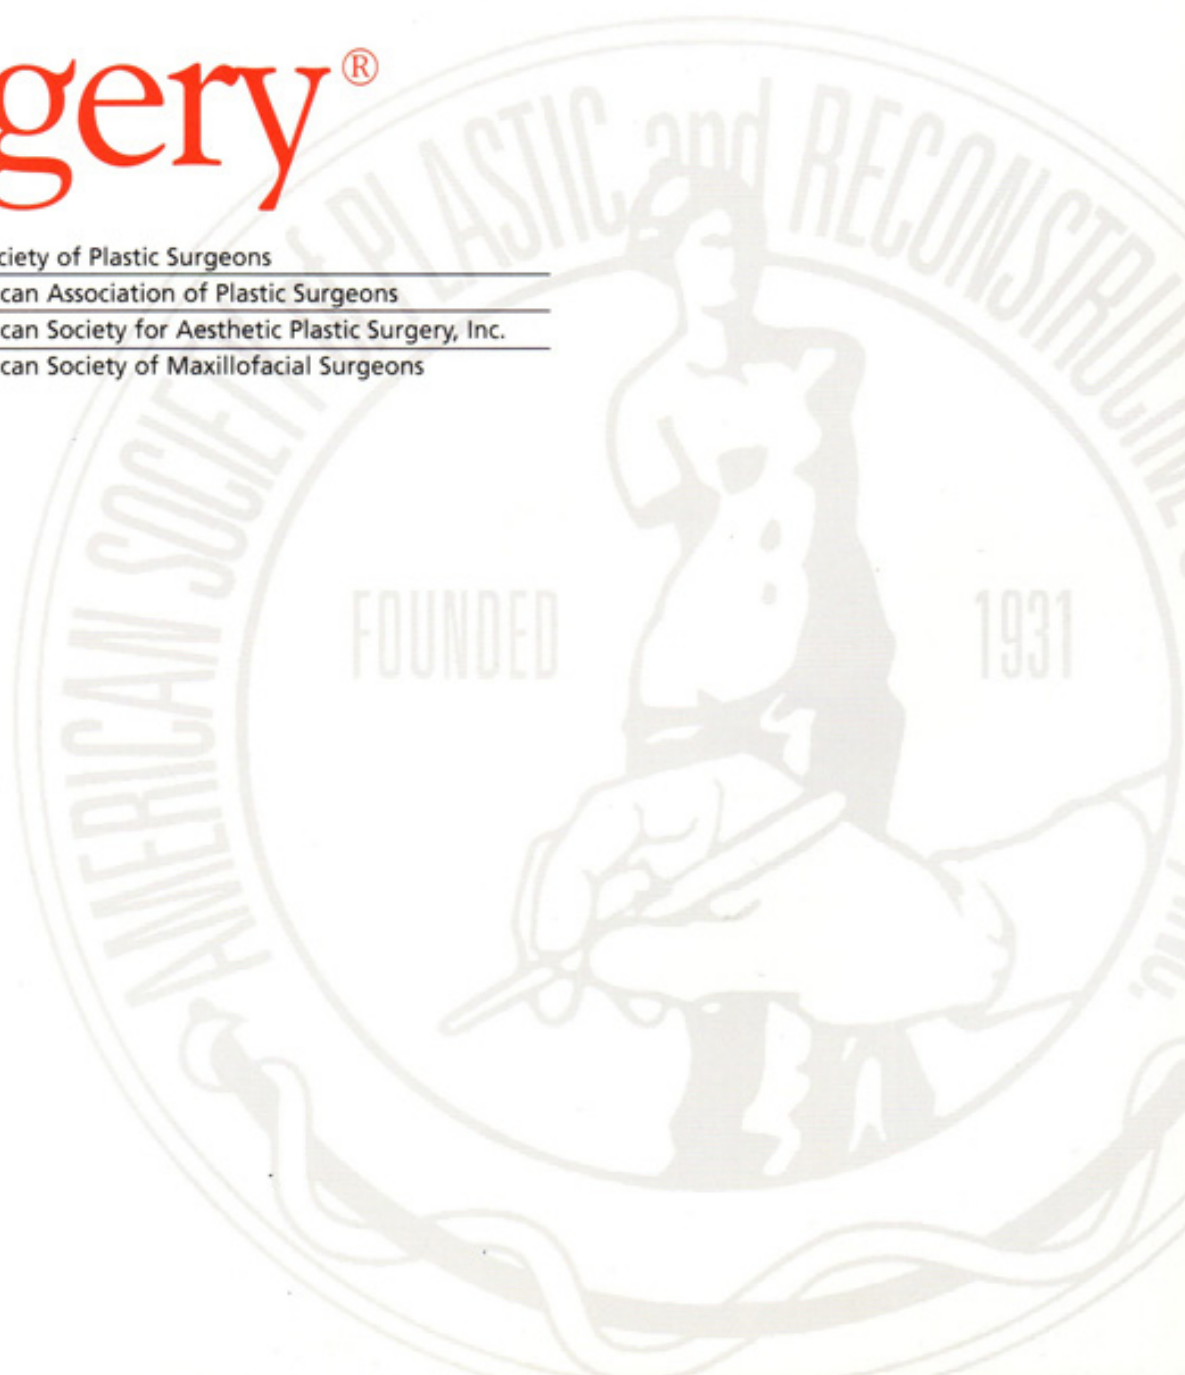 gery®
ciety of Plastic Surgeons
can Association of Plastic Surgeons
can Society for Aesthetic Plastic Surgery, Inc.
can Society of Maxillofacial Surgeons
AMERICAN SOCIETY of PLASTIC and RECONSTRUCTIVE
INC.
FOUNDED 1931